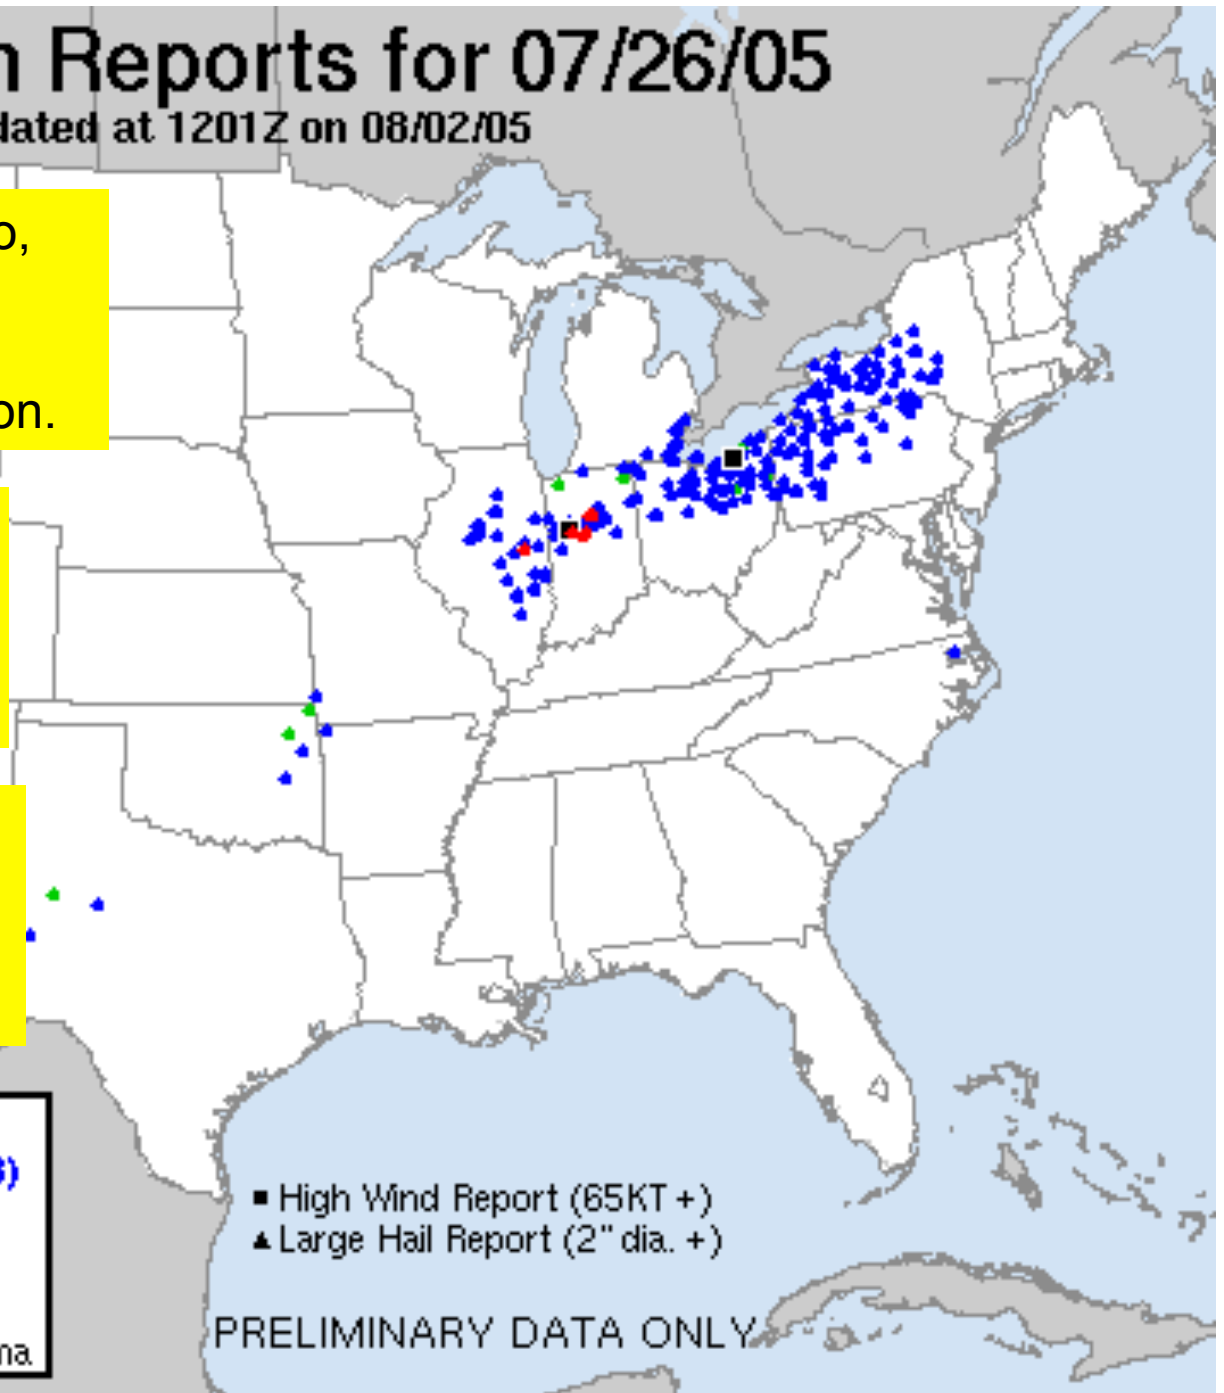 Reports for 07/26/05
dated at 1201Z on 08/02/05
o,
on.
High Wind Report (65KT +)
Large Hail Report (2" dia. +)
PRELIMINARY DATA ONLY
na